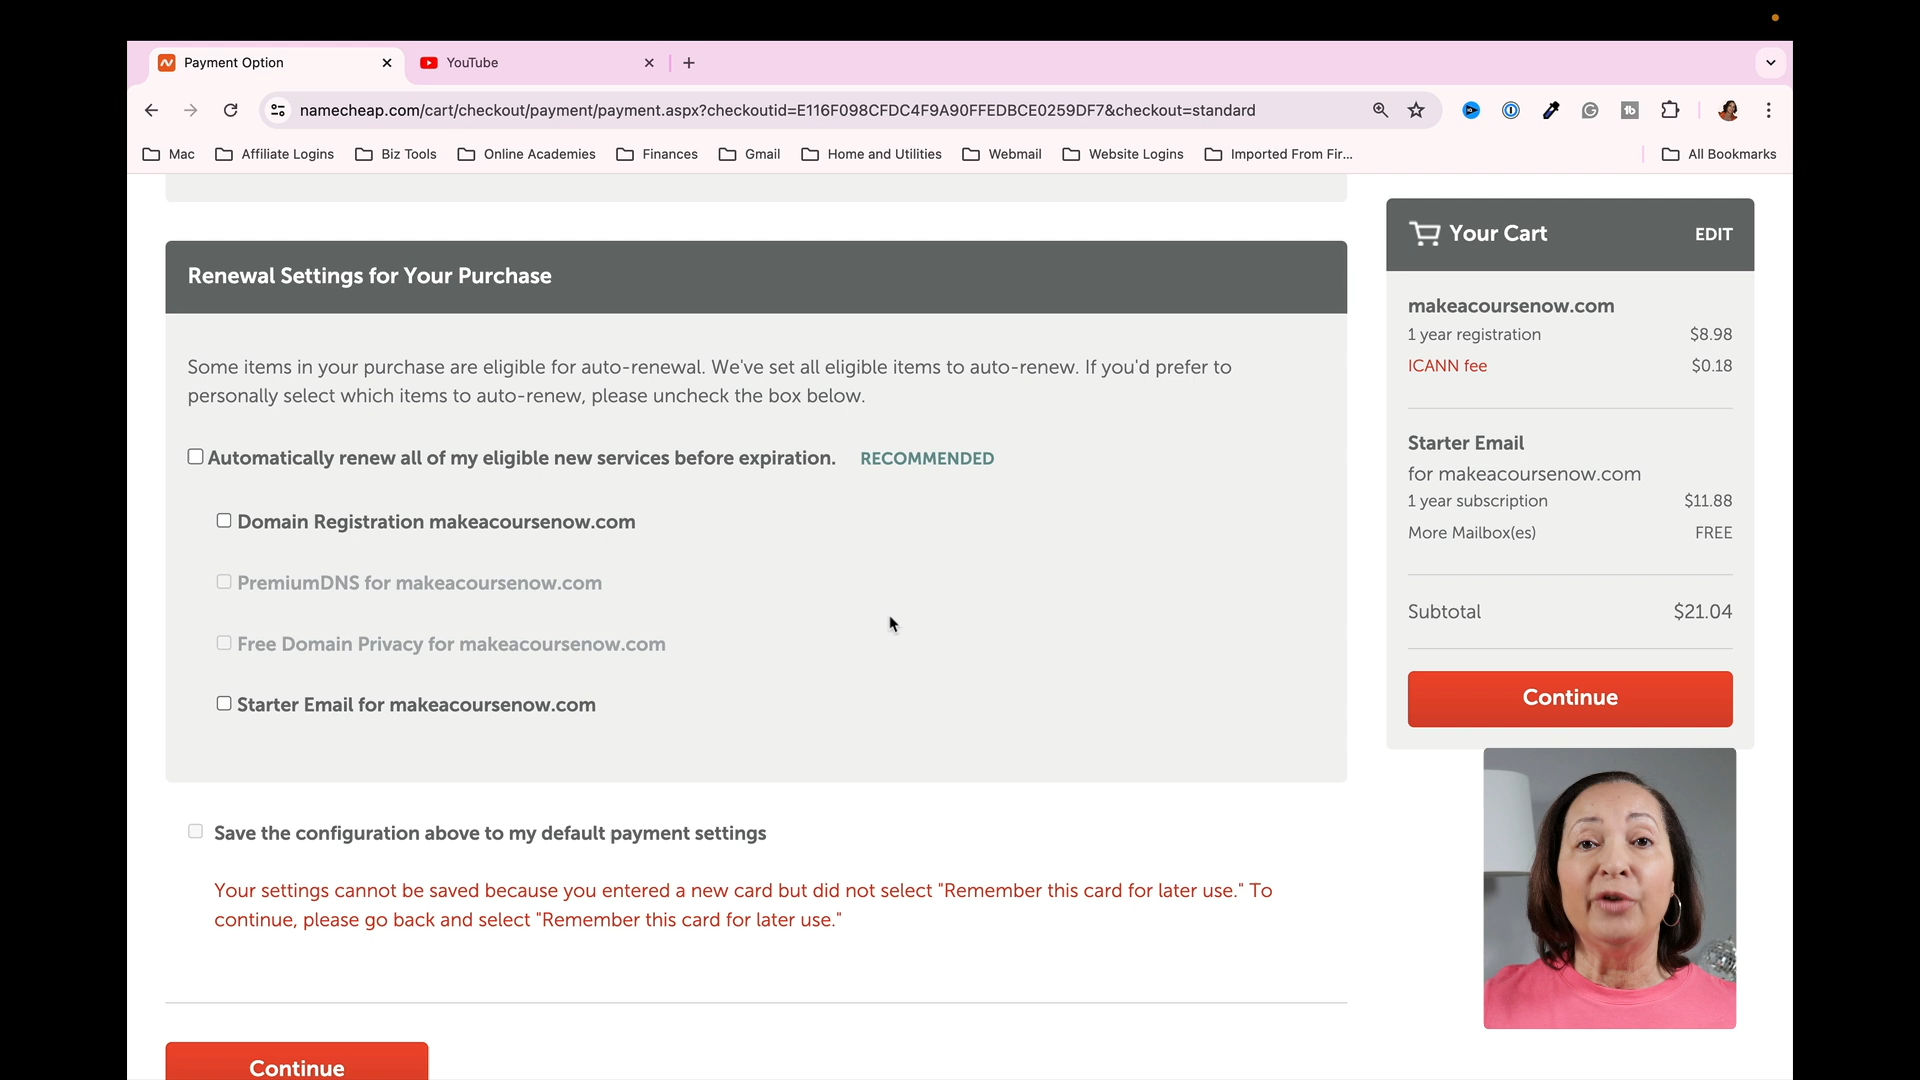 Payment Option
YouTube
namecheap.com/cart/checkout/payment/payment.aspx?checkoutid=E116F098CFDC4F9A90FFEDBCE0259DF7&checkout=standard
Mac
Affiliate Logins
Biz Tools
Online Academies
Finances
Gmail
Home and Utilities
Webmail
Website Logins
Imported From Fir...
All Bookmarks
Renewal Settings for Your Purchase
Some items in your purchase are eligible for auto-renewal. We've set all eligible items to auto-renew. If you'd prefer to
personally select which items to auto-renew, please uncheck the box below.
Automatically renew all of my eligible new services before expiration. RECOMMENDED
Domain Registration makeacoursenow.com
PremiumDNS for makeacoursenow.com
Free Domain Privacy for makeacoursenow.com
Starter Email for makeacoursenow.com
Save the configuration above to my default payment settings
Your settings cannot be saved because you entered a new card but did not select "Remember this card for later use." To
continue, please go back and select "Remember this card for later use."
Continue
Your Cart EDIT
makeacoursenow.com
1 year registration $8.98
ICANN fee $0.18
Starter Email
for makeacoursenow.com
1 year subscription $11.88
More Mailbox(es) FREE
Subtotal $21.04
Continue